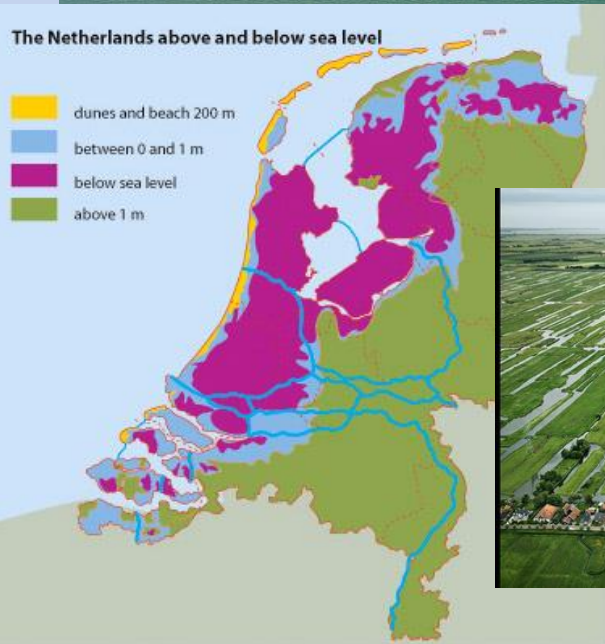 The Netherlands above and below sea level
dunes and beach 200 m
between 0 and 1 m
below sea level
above 1 m